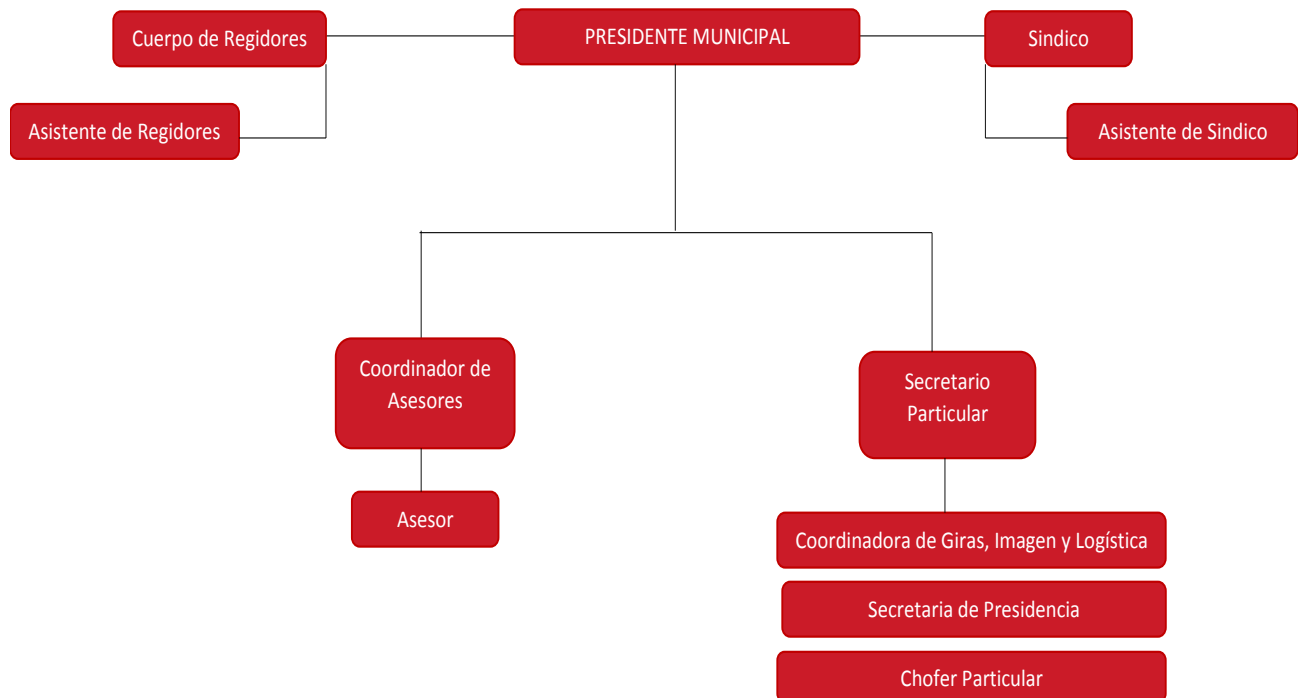 Cuerpo de Regidores
PRESIDENTE MUNICIPAL
Sindico
Asistente de Regidores
Asistente de Sindico
Coordinador de
Asesores
Secretario
Particular
Asesor
Coordinadora de Giras, Imagen y Logística
Secretaria de Presidencia
Chofer Particular